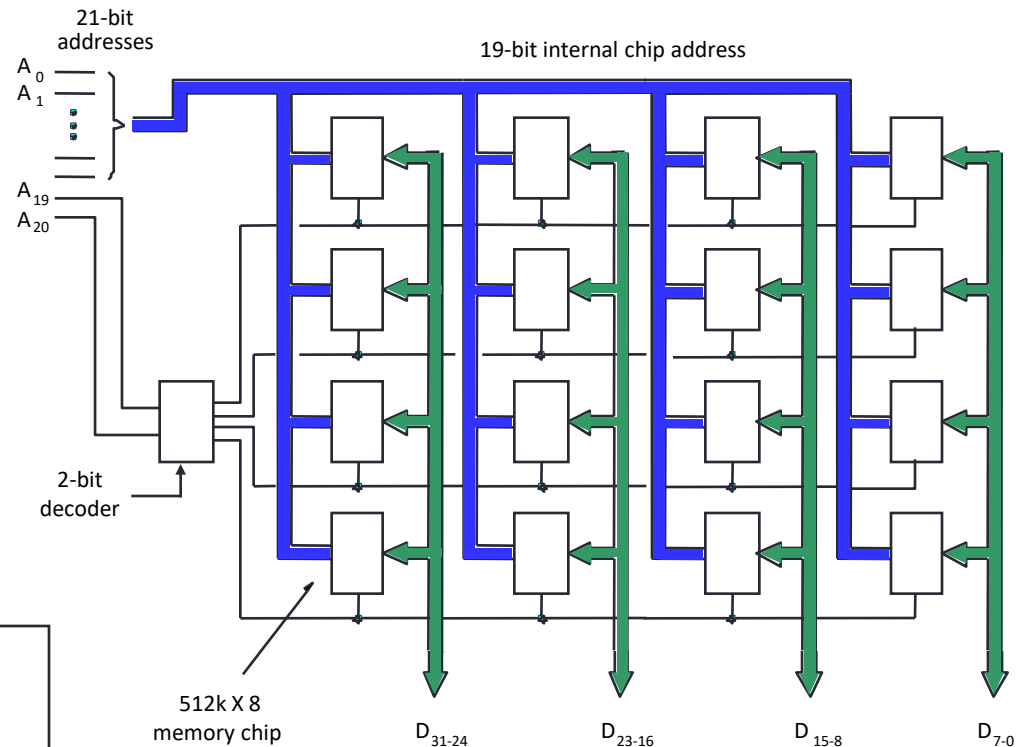 21-bit
addresses
19-bit internal chip address
A0
A1
A19
A20
2-bit
decoder
512k X 8
memory chip
D31-24
D23-16
D15-8
D7-0